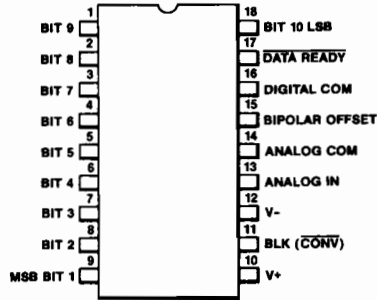 1 18
BIT 9 BIT 10 LSB
2 17
BIT 8 DATA READY
3 16
BIT 7 DIGITAL COM
4 15
BIT 6 BIPOLAR OFFSET
5 14
BIT 5 ANALOG COM
6 13
BIT 4 ANALOG IN
7 12
BIT 3 V–
8 11
BIT 2 BLK (CONV)
9 10
MSB BIT 1 V+